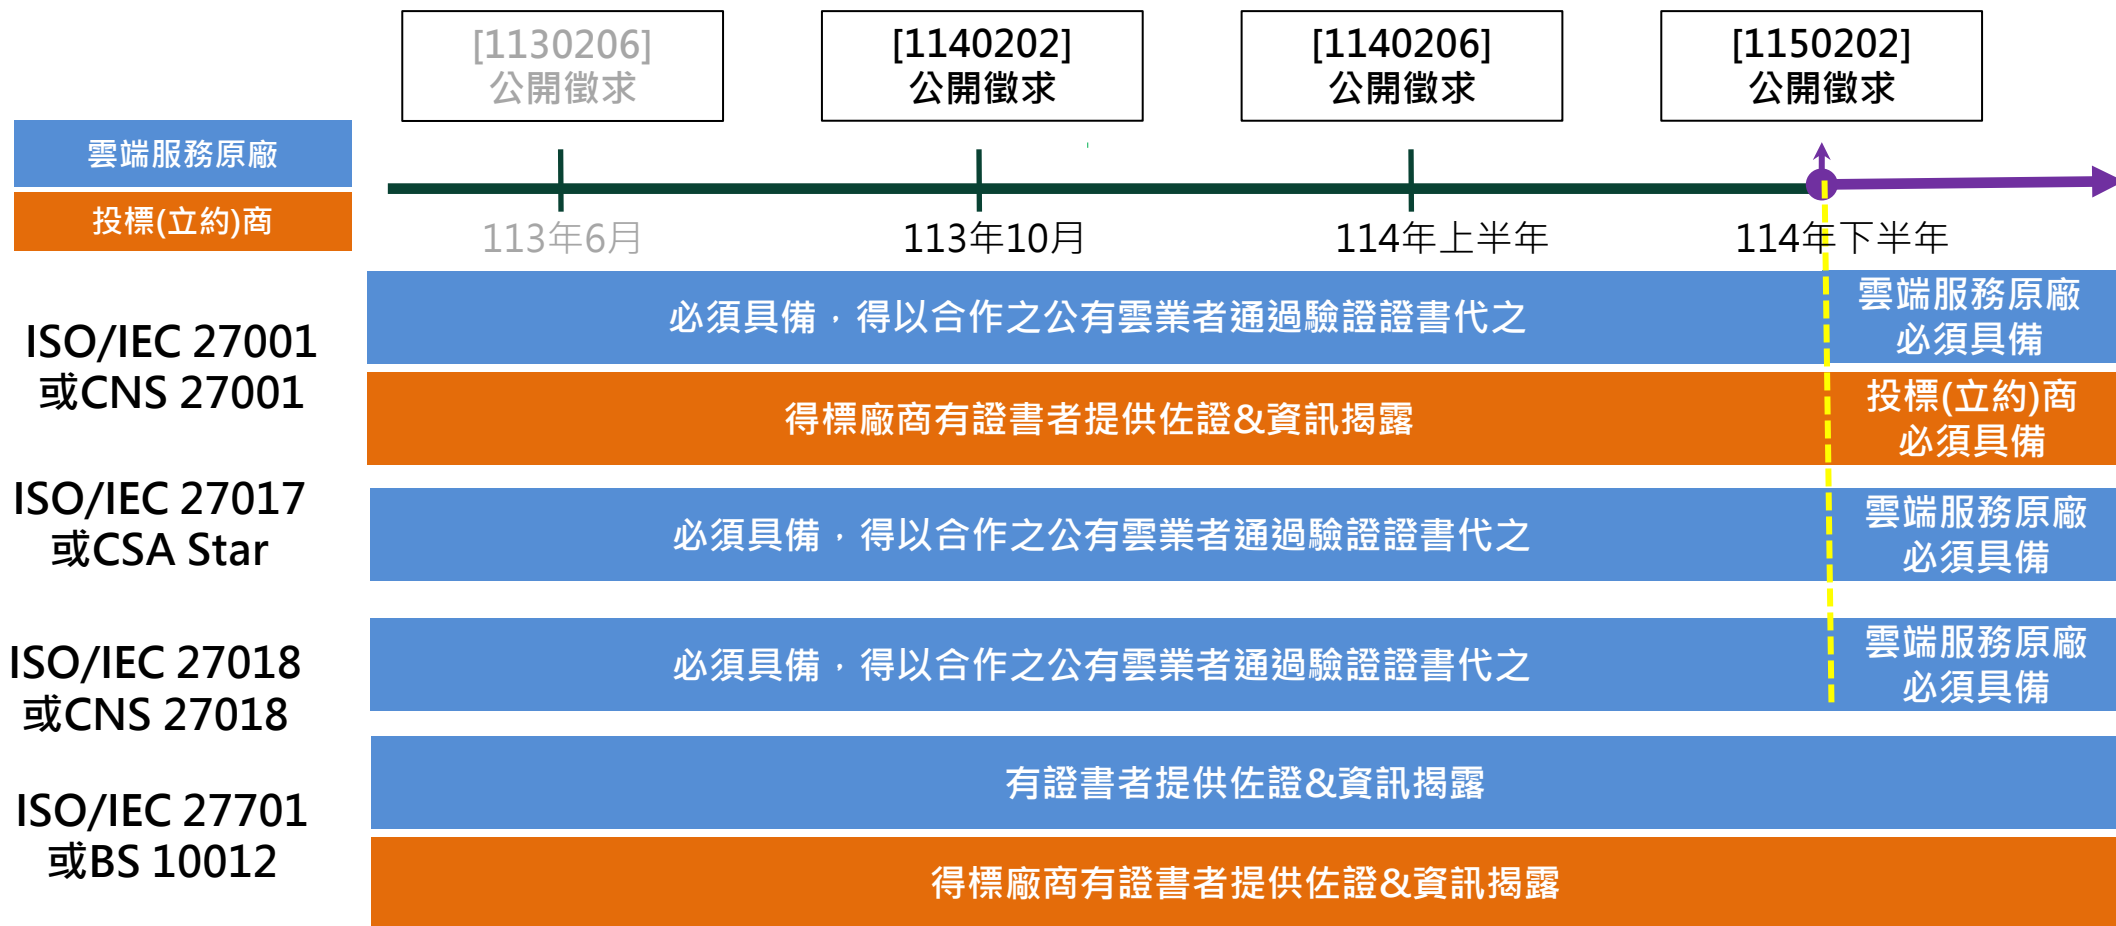 [1130206]
公開徵求
[1140202]
公開徵求
[1140206]
公開徵求
[1150202]
公開徵求
雲端服務原廠
投標(立約)商
113年6月
113年10月
114年上半年
114年下半年
ISO/IEC 27001
或CNS 27001
必須具備，得以合作之公有雲業者通過驗證證書代之
雲端服務原廠
必須具備
得標廠商有證書者提供佐證&資訊揭露
投標(立約)商
必須具備
ISO/IEC 27017
或CSA Star
必須具備，得以合作之公有雲業者通過驗證證書代之
雲端服務原廠
必須具備
ISO/IEC 27018
或CNS 27018
必須具備，得以合作之公有雲業者通過驗證證書代之
雲端服務原廠
必須具備
ISO/IEC 27701
或BS 10012
有證書者提供佐證&資訊揭露
得標廠商有證書者提供佐證&資訊揭露